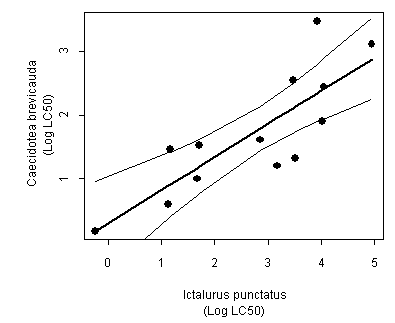 Caecidotea brevicauda
(Log LC50)
3
2
1
0 1 2 3 4 5
Ictalurus punctatus
(Log LC50)